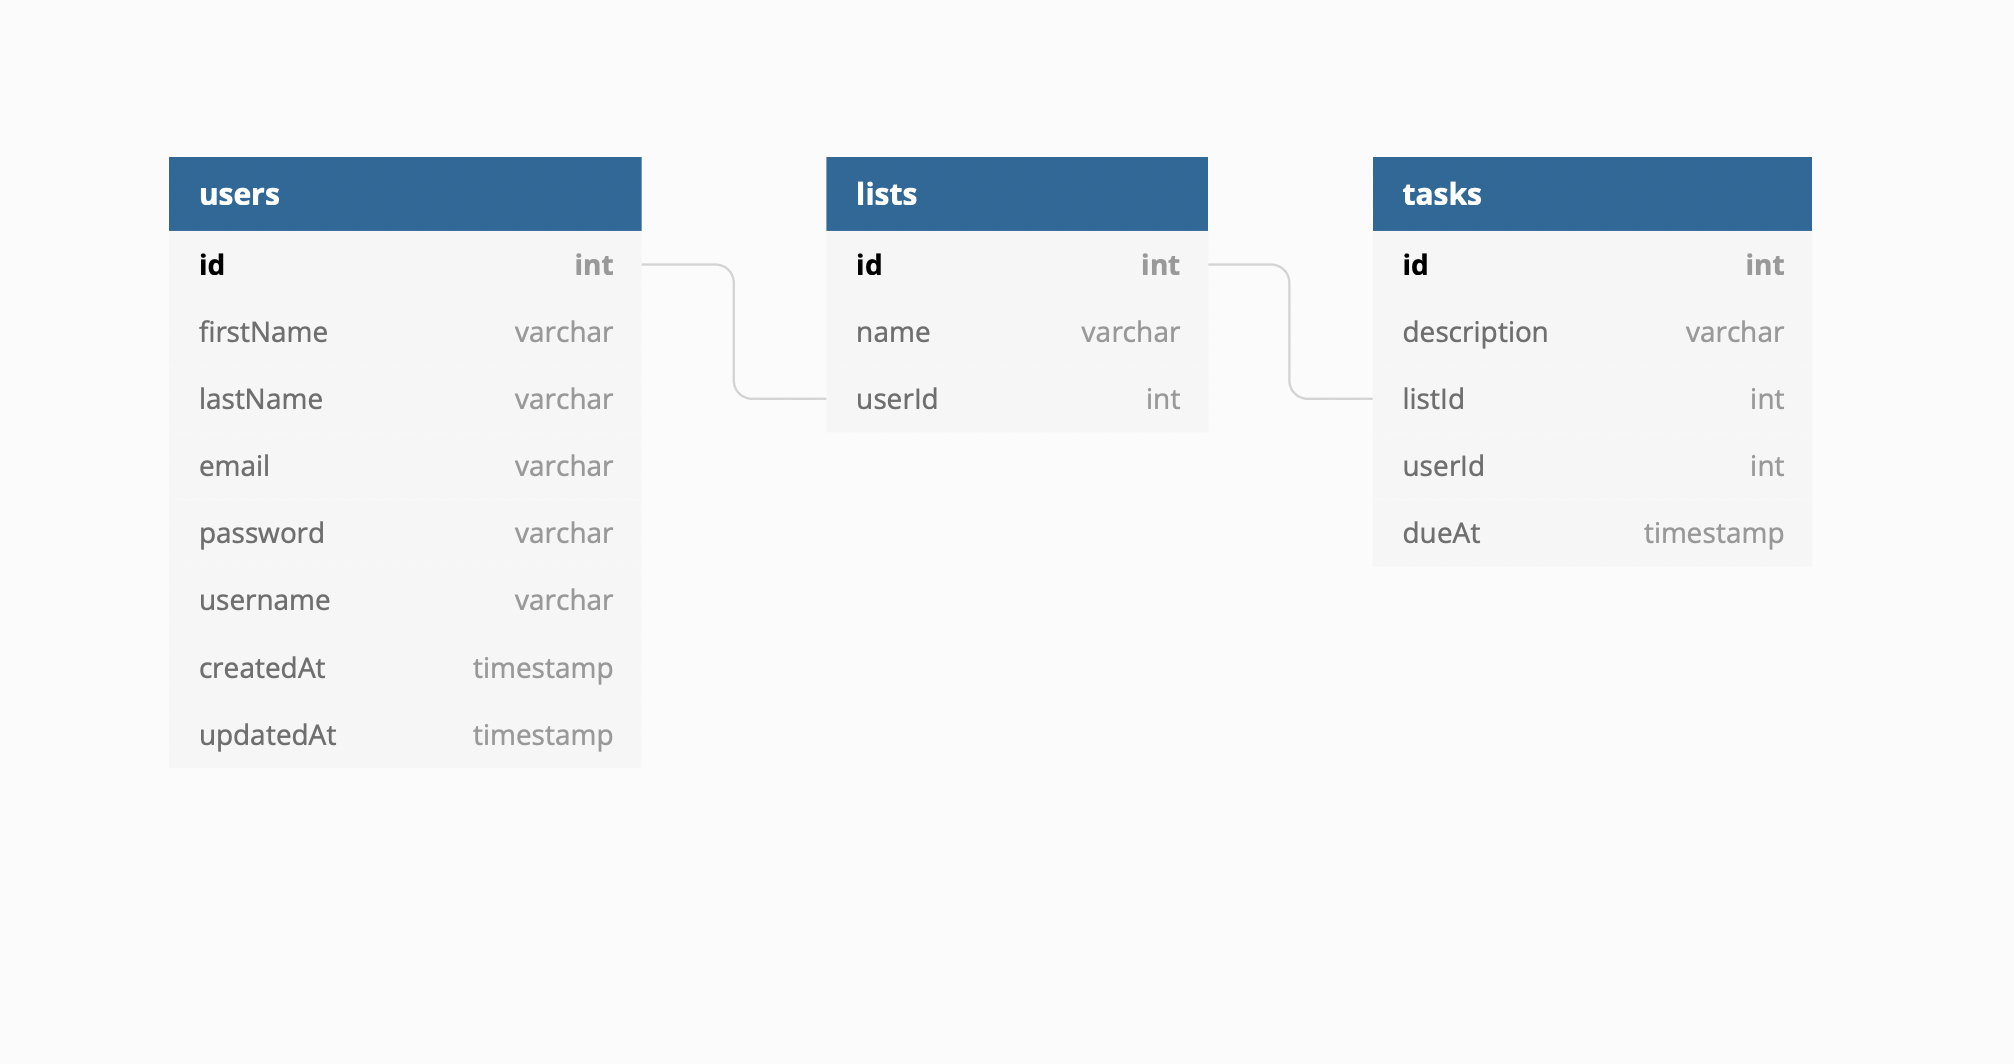 users
id int
firstName varchar
lastName varchar
email varchar
password varchar
username varchar
createdAt timestamp
updatedAt timestamp
lists
id int
name varchar
userId int
tasks
id int
description varchar
listId int
userId int
dueAt timestamp